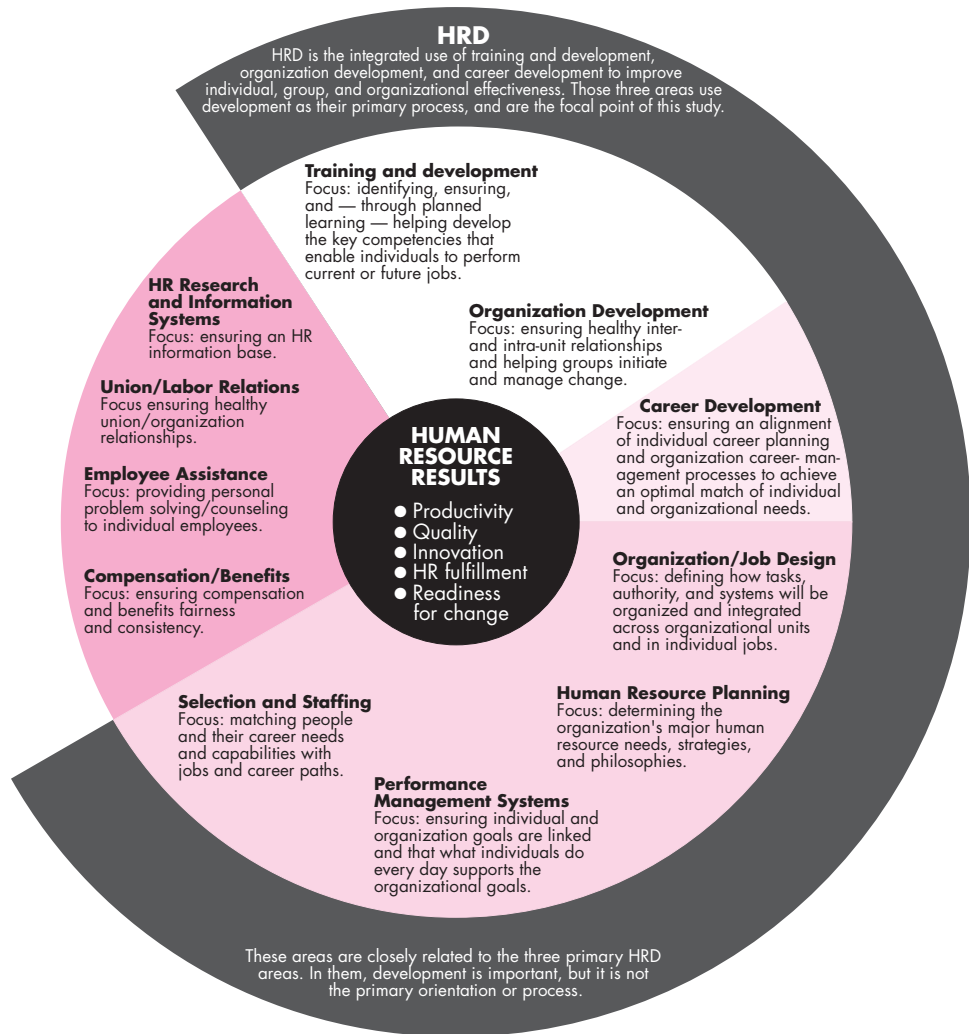 HRD
HRD is the integrated use of training and development,
organization development, and career development to improve
individual, group, and organizational effectiveness. Those three areas use
development as their primary process, and are the focal point of this study.
Training and development
Focus: identifying, ensuring,
and — through planned
learning — helping develop
the key competencies that
enable individuals to perform
current or future jobs.
Organization Development
Focus: ensuring healthy inter-
and intra-unit relationships
and helping groups initiate
and manage change.
Career Development
Focus: ensuring an alignment
of individual career planning
and organization career- man-
agement processes to achieve
an optimal match of individual
and organizational needs.
Organization/Job Design
Focus: defining how tasks,
authority, and systems will be
organized and integrated
across organizational units
and in individual jobs.
Human Resource Planning
Focus: determining the
organization's major human
resource needs, strategies,
and philosophies.
Performance
Management Systems
Focus: ensuring individual and
organization goals are linked
and that what individuals do
every day supports the
organizational goals.
Selection and Staffing
Focus: matching people
and their career needs
and capabilities with
jobs and career paths.
Compensation/Benefits
Focus: ensuring compensation
and benefits fairness
and consistency.
Employee Assistance
Focus: providing personal
problem solving/counseling
to individual employees.
Union/Labor Relations
Focus ensuring healthy
union/organization
relationships.
HR Research
and Information
Systems
Focus: ensuring an HR
information base.
HUMAN
RESOURCE
RESULTS
● Productivity
● Quality
● Innovation
● HR fulfillment
● Readiness
for change
These areas are closely related to the three primary HRD
areas. In them, development is important, but it is not
the primary orientation or process.